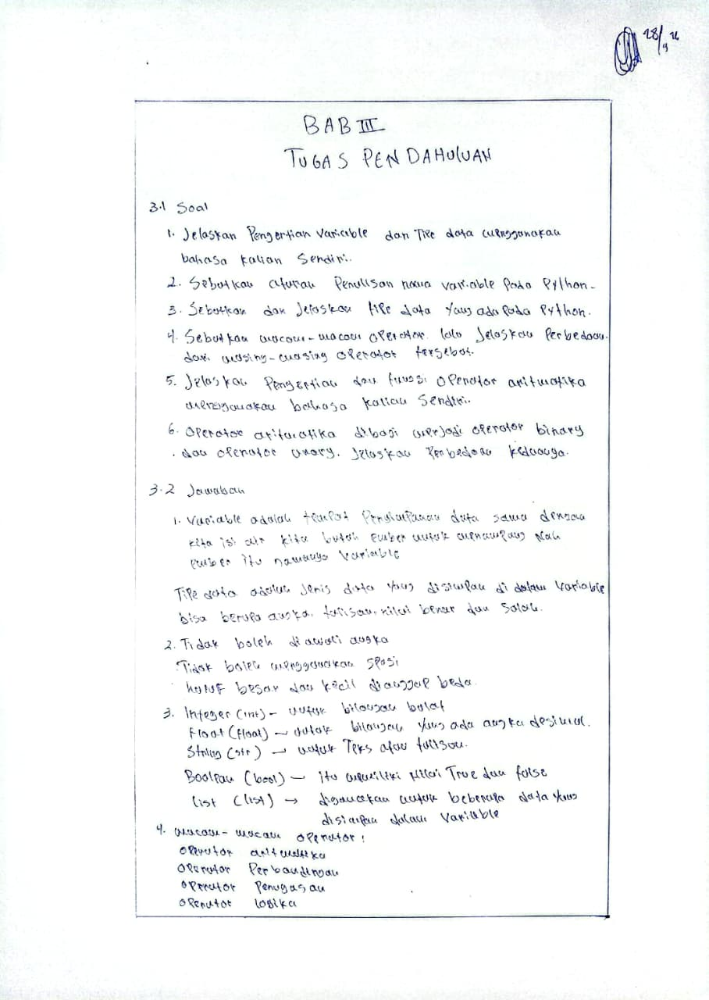 28/4 26
BAB III
TUGAS PENDAHULUAN
3.1 Soal
1. Jelaskan Pengertian Variable dan Tipe data menggunakan
bahasa kalian Sendiri.
2. Sebutkan aturan Penulisan nama variable Pada Python.
3. Sebutkan dan Jelaskan tipe data Yang ada Pada Python.
4. Sebutkan macam-macam operator lalu Jelaskan Perbedaan
dari masing-masing operator tersebut.
5. Jelaskan Pengertian dan fungsi operator aritmatika
menggunakan bahasa kalian Sendiri.
6. Operator aritmatika dibagi menjadi operator binary
dan operator unary. Jelaskan Perbedaan keduanya.
3.2 Jawaban
1. Variable adalah tempat Penyimpanan data sama dengan
kita isi air kita butuh Ember untuk menampung Nah
Ember itu namanya Variable
Tipe data adalah Jenis data Yang disimpan di dalam Variable
bisa berupa angka, tulisan, nilai benar dan Salah.
2. Tidak boleh diawali angka
Tidak boleh menggunakan spasi
huruf besar dan kecil dianggap beda.
3. Integer (int) - untuk bilangan bulat
Float (float) - untuk bilangan Yang ada angka desimal.
String (str) → untuk Teks atau tulisan.
Boolean (bool) — itu memiliki Nilai True dan false
list (list) → digunakan untuk beberapa data Yang
disimpan dalam Variable
4. macam-macam operator:
Operator aritmatika
Operator Perbandingan
Operator Penugasan
Operator logika